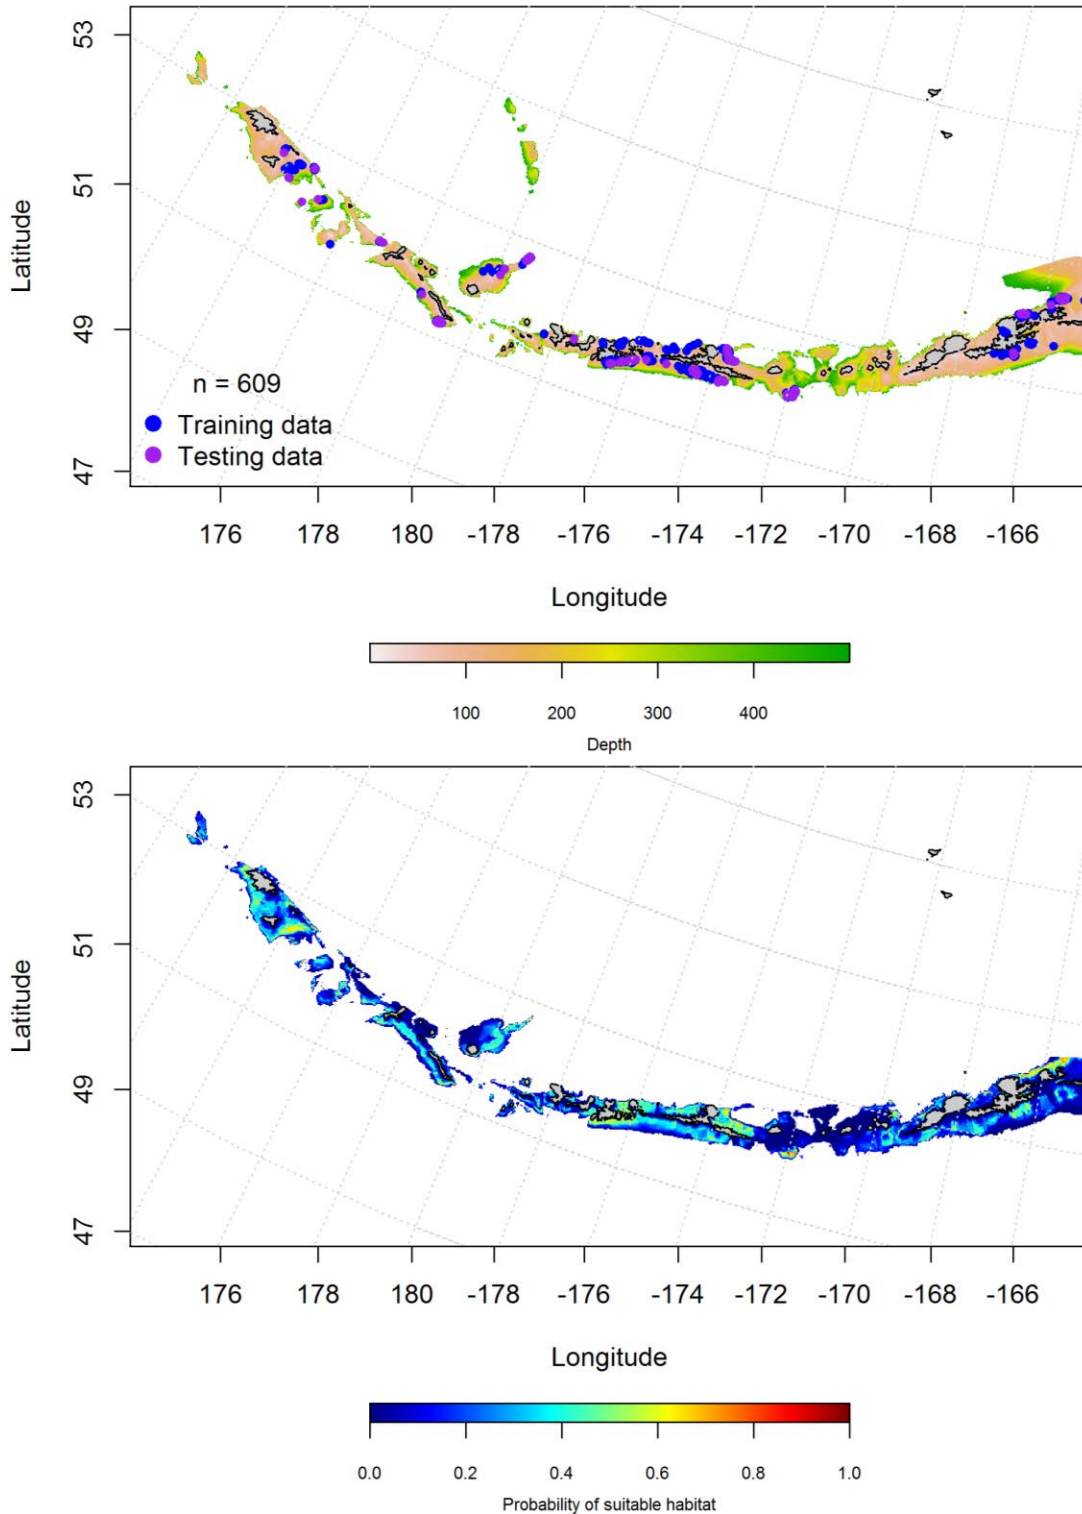 53
51
49
47
Latitude
n = 609
Training data
Testing data
176 178 180 -178 -176 -174 -172 -170 -168 -166
Longitude
100 200 300 400
Depth
53
51
49
47
Latitude
176 178 180 -178 -176 -174 -172 -170 -168 -166
Longitude
0.0 0.2 0.4 0.6 0.8 1.0
Probability of suitable habitat